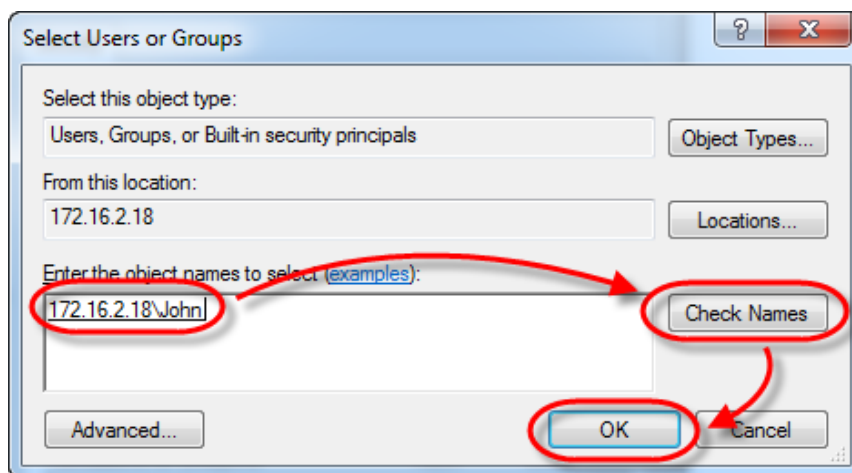 Select Users or Groups
?
Select this object type:
Users, Groups, or Built-in security principals
Object Types...
From this location:
172.16.2.18
Locations...
Enter the object names to select (examples):
172.16.2.18\John
Check Names
Advanced...
OK
Cancel